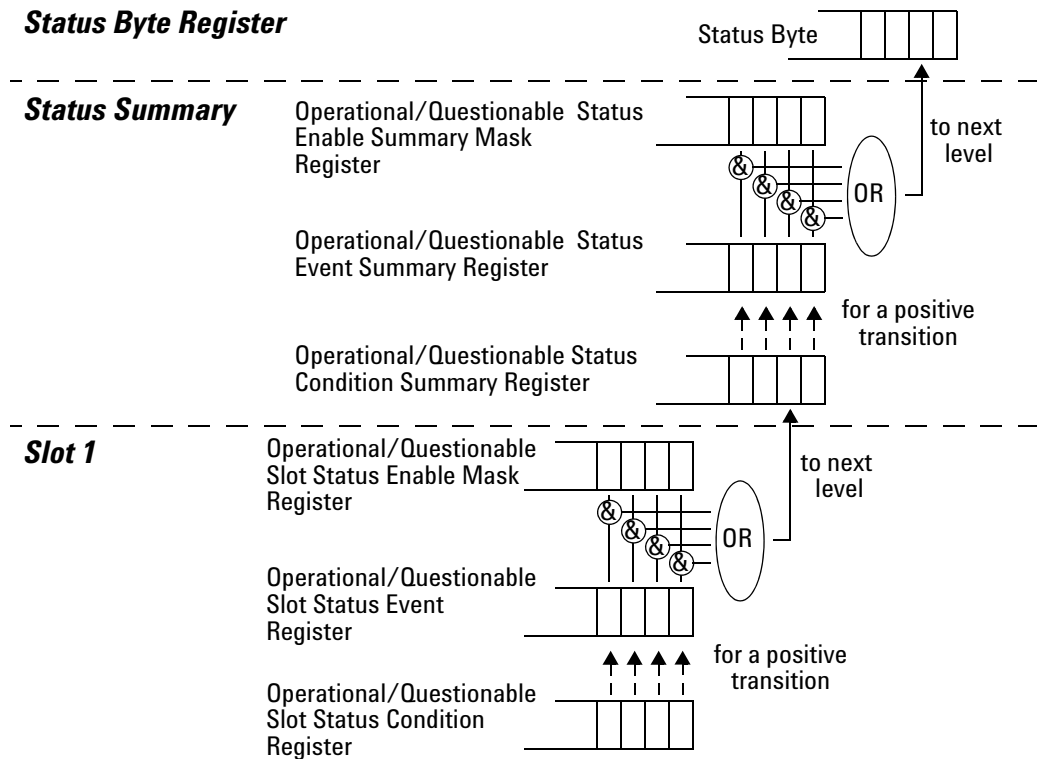 Status Byte Register
Status Byte
Status Summary
Operational/Questionable Status
Enable Summary Mask
Register
to next
level
&
&
&
&
OR
Operational/Questionable Status
Event Summary Register
for a positive
transition
Operational/Questionable Status
Condition Summary Register
Slot 1
Operational/Questionable
Slot Status Enable Mask
Register
to next
level
&
&
&
&
OR
Operational/Questionable
Slot Status Event
Register
for a positive
transition
Operational/Questionable
Slot Status Condition
Register